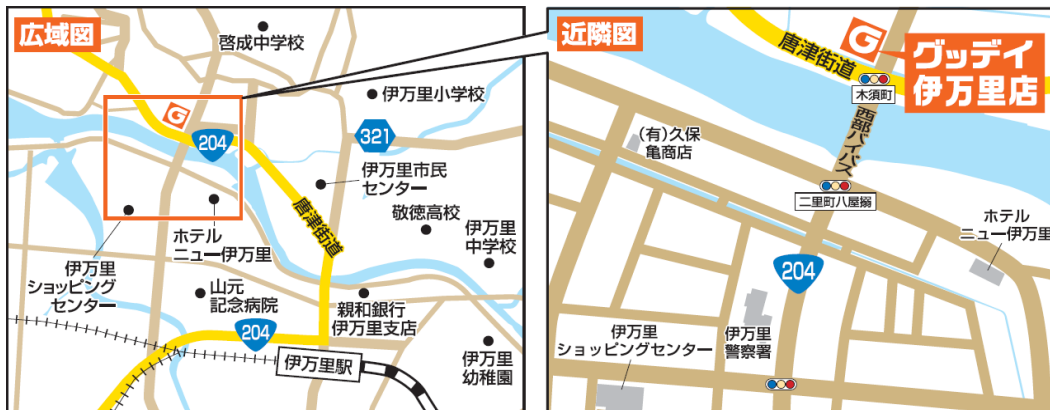 広域図
啓成中学校
伊万里小学校
G
204
321
伊万里市民
センター
敬徳高校
伊万里
中学校
唐津街道
ホテル
ニュー伊万里
伊万里
ショッピング
センター
山元
記念病院
親和銀行
伊万里支店
204
伊万里駅
伊万里
幼稚園
近隣図
唐津街道
G
グッデイ
伊万里店
木須町
西部バイパス
(有)久保
亀商店
二里町八屋搦
ホテル
ニュー伊万里
204
伊万里
ショッピングセンター
伊万里
警察署